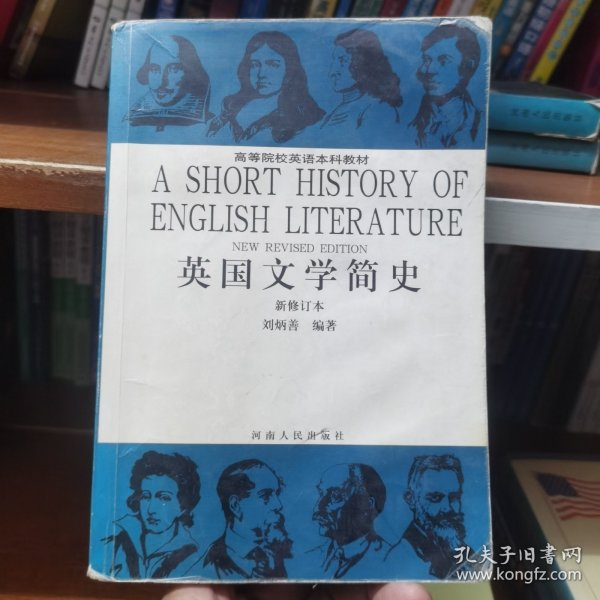 高等院校英语本科教材
A SHORT HISTORY OF
ENGLISH LITERATURE
NEW REVISED EDITION
英国文学简史
新修订本
刘炳善 编著
河南人民出版社
孔夫子旧书网
www.kongfz.com